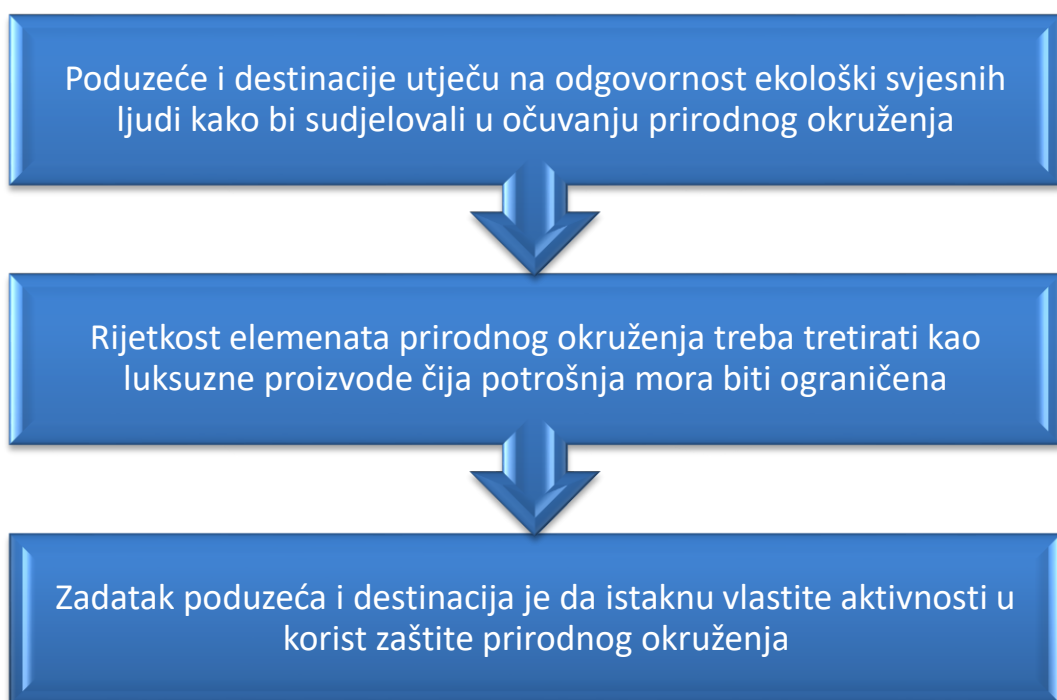 Poduzeće i destinacije utječu na odgovornost ekološki svjesnih
ljudi kako bi sudjelovali u očuvanju prirodnog okruženja
Rijetkost elemenata prirodnog okruženja treba tretirati kao
luksuzne proizvode čija potrošnja mora biti ograničena
Zadatak poduzeća i destinacija je da istaknu vlastite aktivnosti u
korist zaštite prirodnog okruženja